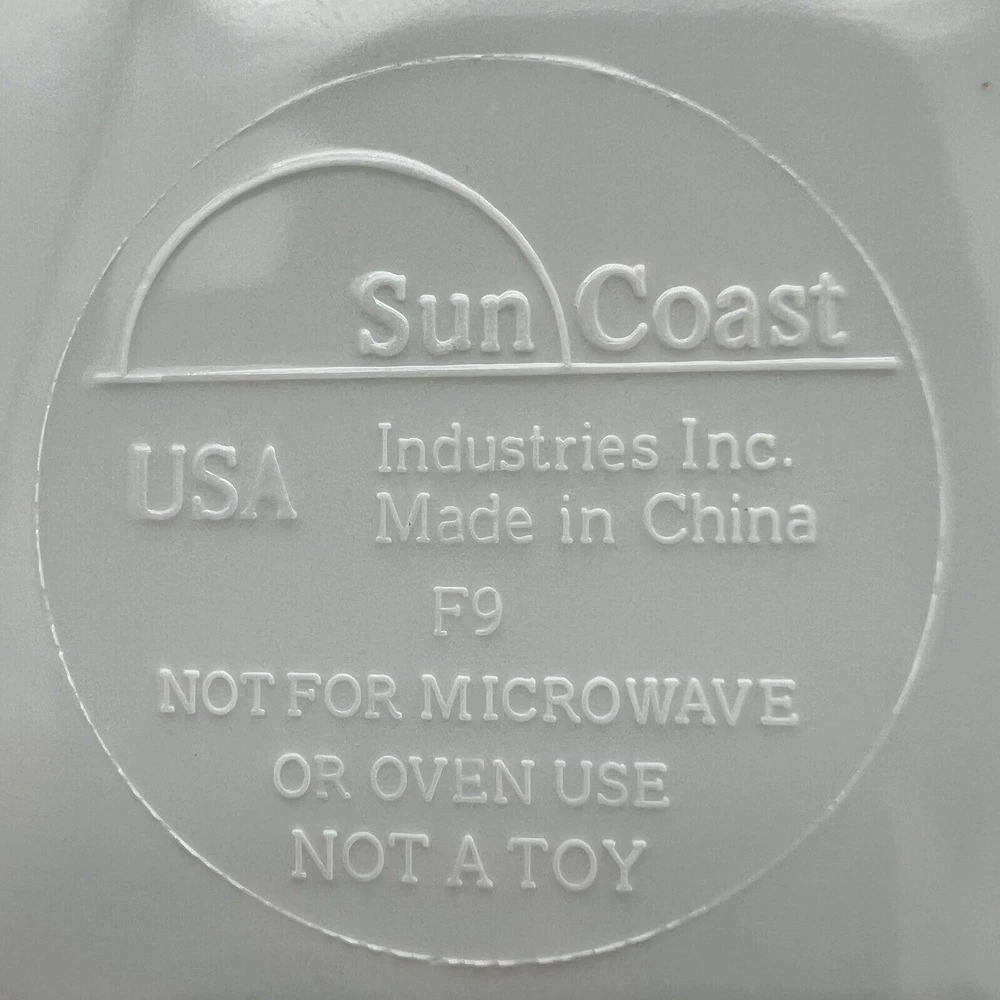 Sun Coast
USA
Industries Inc.
Made in China
F9
NOT FOR MICROWAVE
OR OVEN USE
NOT A TOY